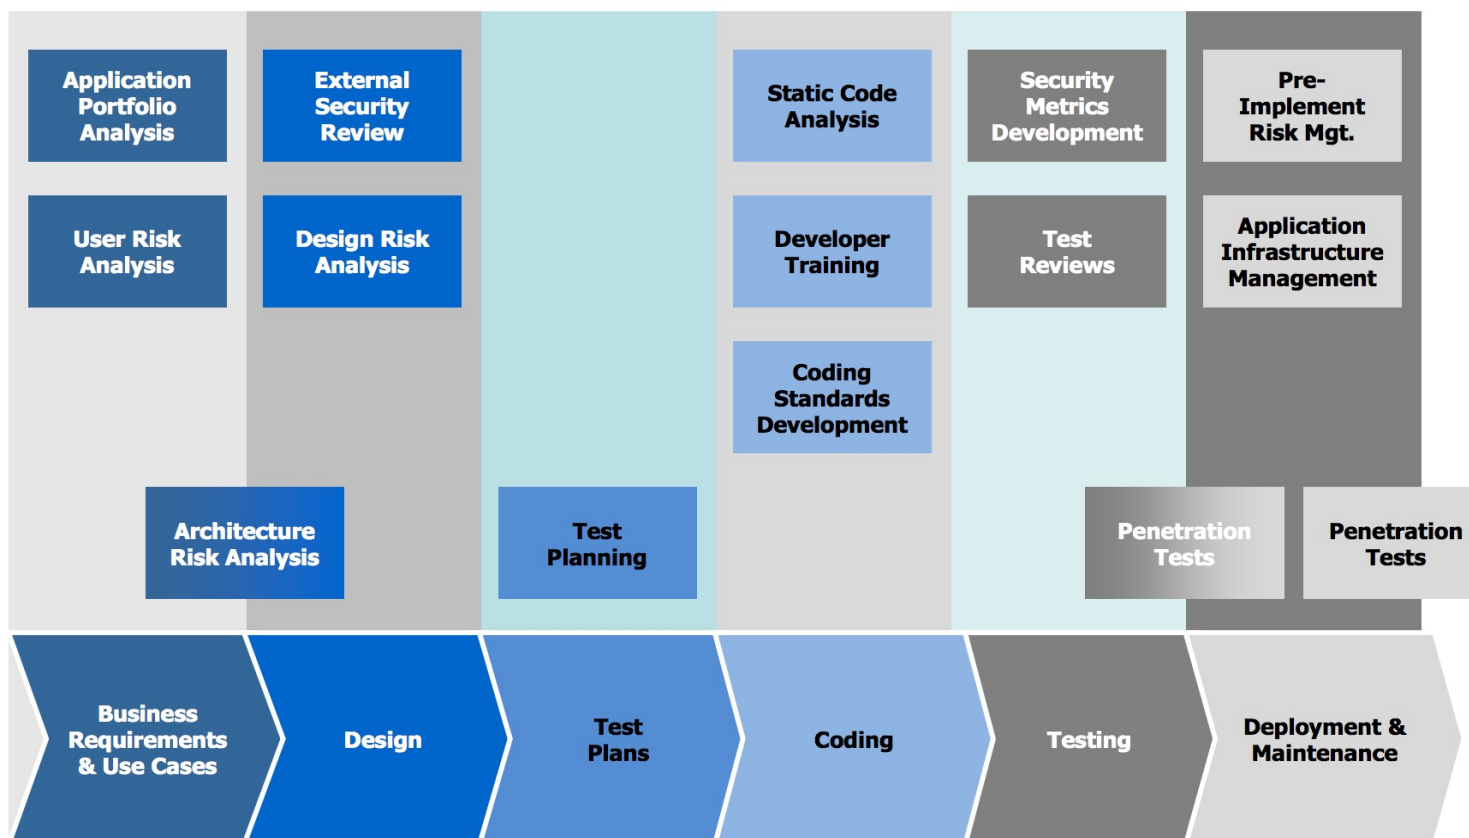 Application
Portfolio
Analysis
External
Security
Review
Static Code
Analysis
Security
Metrics
Development
Pre-
Implement
Risk Mgt.
User Risk
Analysis
Design Risk
Analysis
Developer
Training
Test
Reviews
Application
Infrastructure
Management
Coding
Standards
Development
Architecture
Risk Analysis
Test
Planning
Penetration
Tests
Penetration
Tests
Business
Requirements
& Use Cases
Design
Test
Plans
Coding
Testing
Deployment &
Maintenance